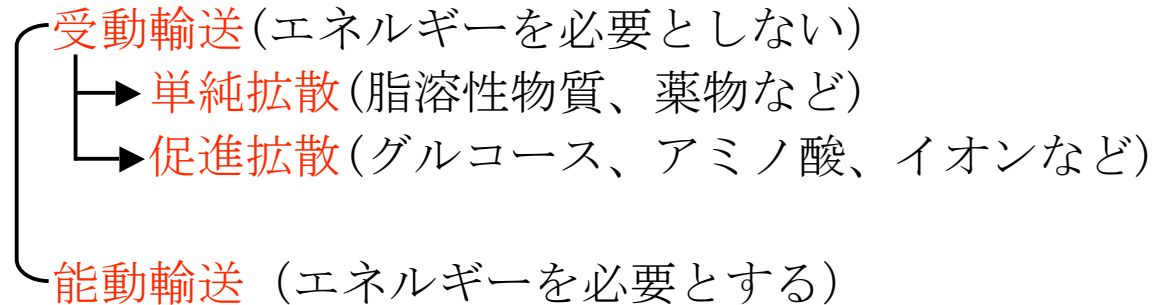 受動輸送(エネルギーを必要としない)
単純拡散(脂溶性物質、薬物など)
促進拡散(グルコース、アミノ酸、イオンなど)
能動輸送 (エネルギーを必要とする)